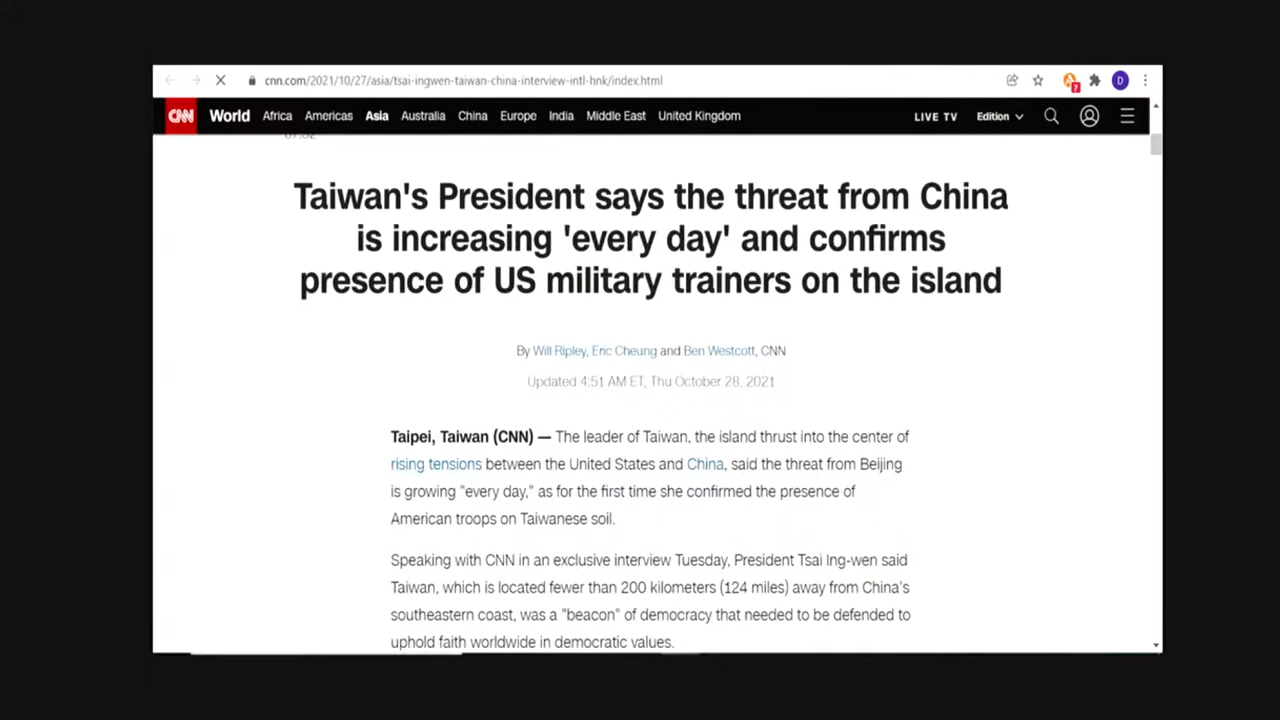 cnn.com/2021/10/27/asia/tsai-ingwen-taiwan-china-interview-intl-hnk/index.html
7
D
CNN World Africa Americas Asia Australia China Europe India Middle East United Kingdom LIVE TV Edition
Taiwan's President says the threat from China
is increasing 'every day' and confirms
presence of US military trainers on the island
By Will Ripley, Eric Cheung and Ben Westcott, CNN
Updated 4:51 AM ET, Thu October 28, 2021
Taipei, Taiwan (CNN) — The leader of Taiwan, the island thrust into the center of
rising tensions between the United States and China, said the threat from Beijing
is growing "every day," as for the first time she confirmed the presence of
American troops on Taiwanese soil.
Speaking with CNN in an exclusive interview Tuesday, President Tsai Ing-wen said
Taiwan, which is located fewer than 200 kilometers (124 miles) away from China's
southeastern coast, was a "beacon" of democracy that needed to be defended to
uphold faith worldwide in democratic values.